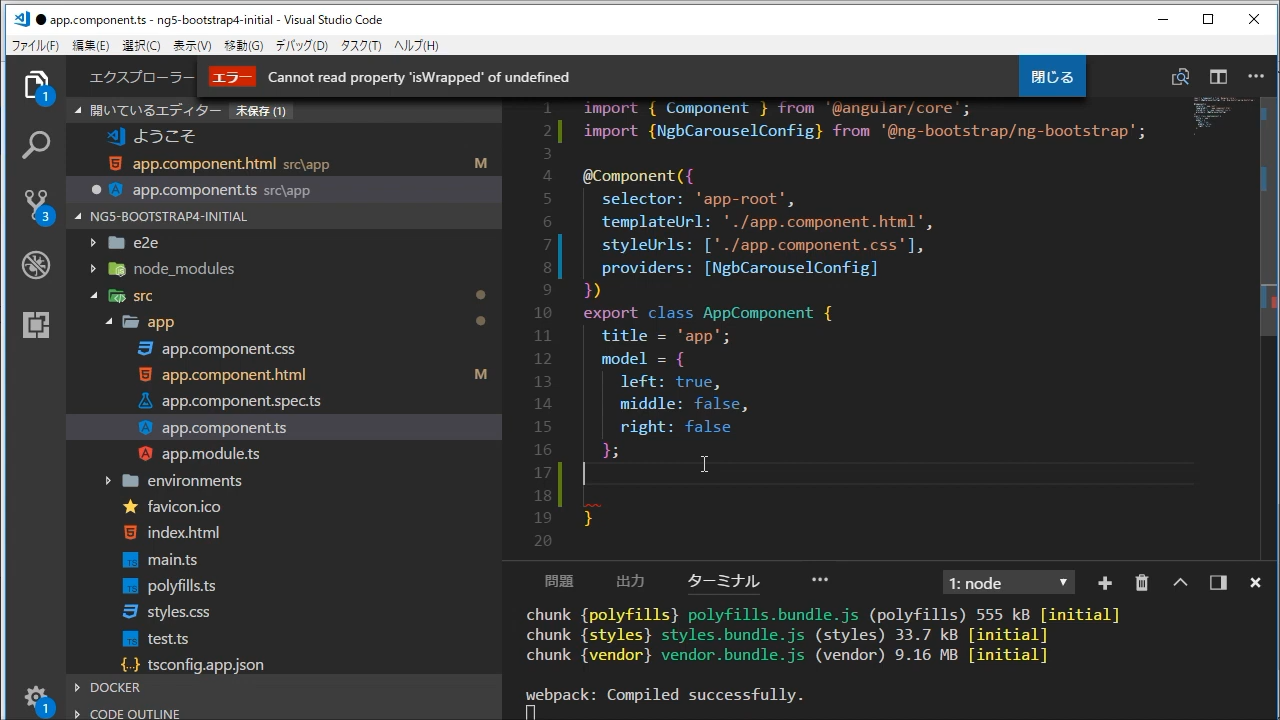 app.component.ts - ng5-bootstrap4-initial - Visual Studio Code
ファイル(F) 編集(E) 選択(C) 表示(V) 移動(G) デバッグ(D) タスク(T) ヘルプ(H)
エクスプローラー
エラー Cannot read property 'isWrapped' of undefined 閉じる
開いているエディター 未保存 (1)
ようこそ
app.component.html src\app M
app.component.ts src\app
NG5-BOOTSTRAP4-INITIAL
e2e
node_modules
src
app
app.component.css
app.component.html M
app.component.spec.ts
app.component.ts
app.module.ts
environments
favicon.ico
index.html
main.ts
polyfills.ts
styles.css
test.ts
tsconfig.app.json
DOCKER
CODE OUTLINE
1
3
1
1 import { Component } from '@angular/core';
2 import {NgbCarouselConfig} from '@ng-bootstrap/ng-bootstrap';
3
4 @Component({
5 selector: 'app-root',
6 templateUrl: './app.component.html',
7 styleUrls: ['./app.component.css'],
8 providers: [NgbCarouselConfig]
9 })
10 export class AppComponent {
11 title = 'app';
12 model = {
13 left: true,
14 middle: false,
15 right: false
16 };
17
18
19 }
20
問題 出力 ターミナル ••• 1: node
chunk {polyfills} polyfills.bundle.js (polyfills) 555 kB [initial]
chunk {styles} styles.bundle.js (styles) 33.7 kB [initial]
chunk {vendor} vendor.bundle.js (vendor) 9.16 MB [initial]
webpack: Compiled successfully.